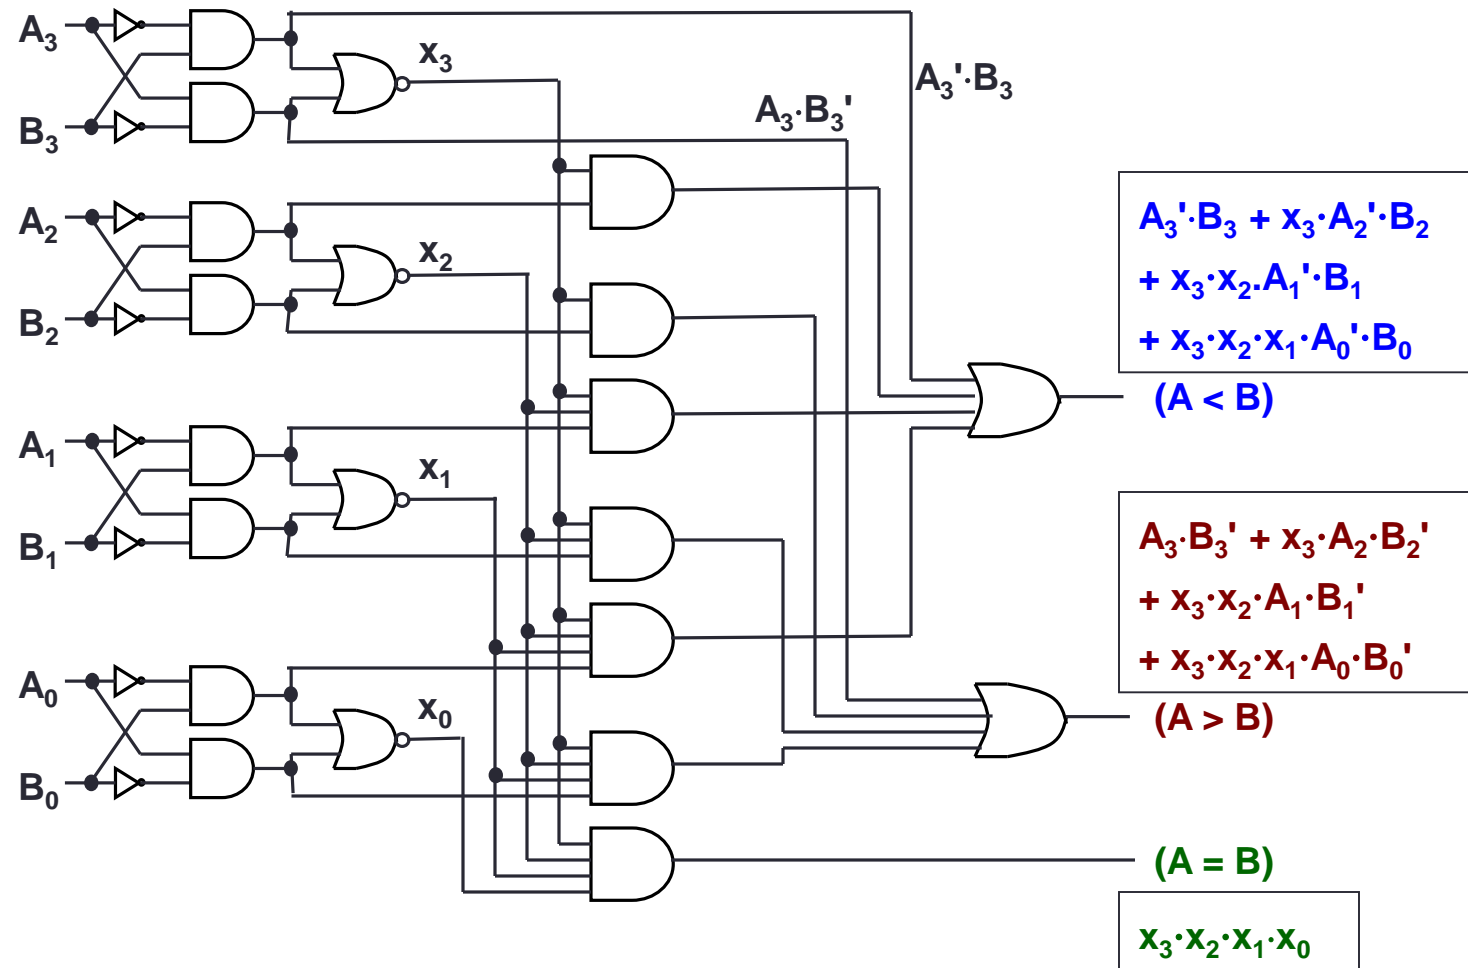 A₃
x₃
A₃'·B₃
A₃·B₃'
B₃
A₂
x₂
B₂
A₃'·B₃ + x₃·A₂'·B₂
+ x₃·x₂.A₁'·B₁
+ x₃·x₂·x₁·A₀'·B₀
(A < B)
A₁
x₁
B₁
A₃·B₃' + x₃·A₂·B₂'
+ x₃·x₂·A₁·B₁'
+ x₃·x₂·x₁·A₀·B₀'
(A > B)
A₀
x₀
B₀
(A = B)
x₃·x₂·x₁·x₀